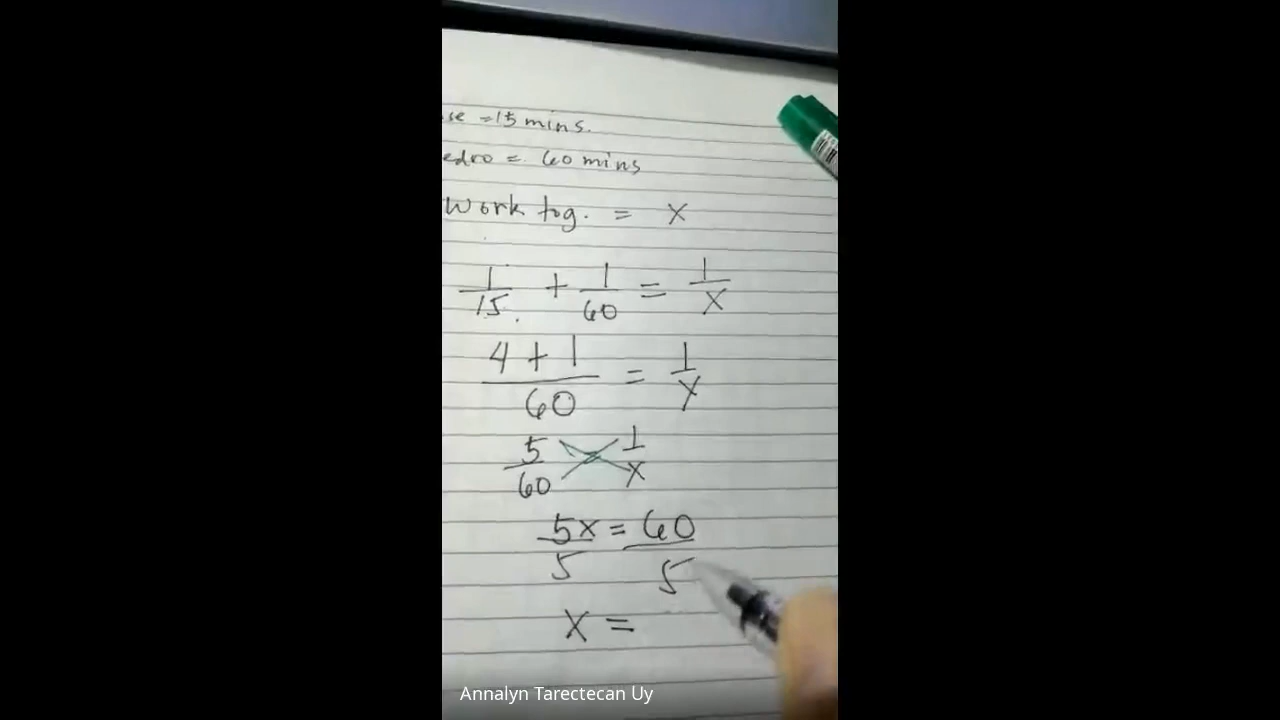 se = 15 mins.
edro = 60 mins
Work tog. = x
1/15 + 1/60 = 1/x
4 + 1/60 = 1/x
5/60 1/x
5x/5 = 60/5
x =
Annalyn Tarectecan Uy